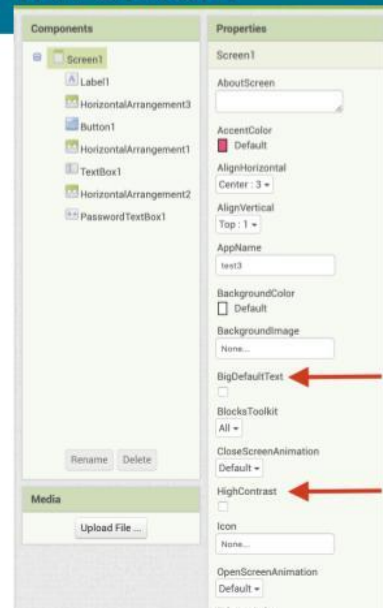 Components
Screen1
Label1
HorizontalArrangement3
Button1
HorizontalArrangement1
TextBox1
HorizontalArrangement2
PasswordTextBox1
Rename Delete
Media
Upload File ...
Properties
Screen1
AboutScreen
AccentColor
Default
AlignHorizontal
Center : 3
AlignVertical
Top : 1
AppName
test3
BackgroundColor
Default
BackgroundImage
None...
BigDefaultText
BlocksToolkit
All
CloseScreenAnimation
Default
HighContrast
Icon
None...
OpenScreenAnimation
Default